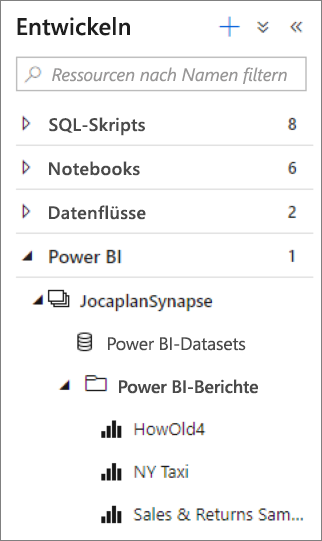 Entwickeln
Ressourcen nach Namen filtern
SQL-Skripts 8
Notebooks 6
Datenflüsse 2
Power BI 1
JocaplanSynapse
Power BI-Datasets
Power BI-Berichte
HowOld4
NY Taxi
Sales & Returns Sam...